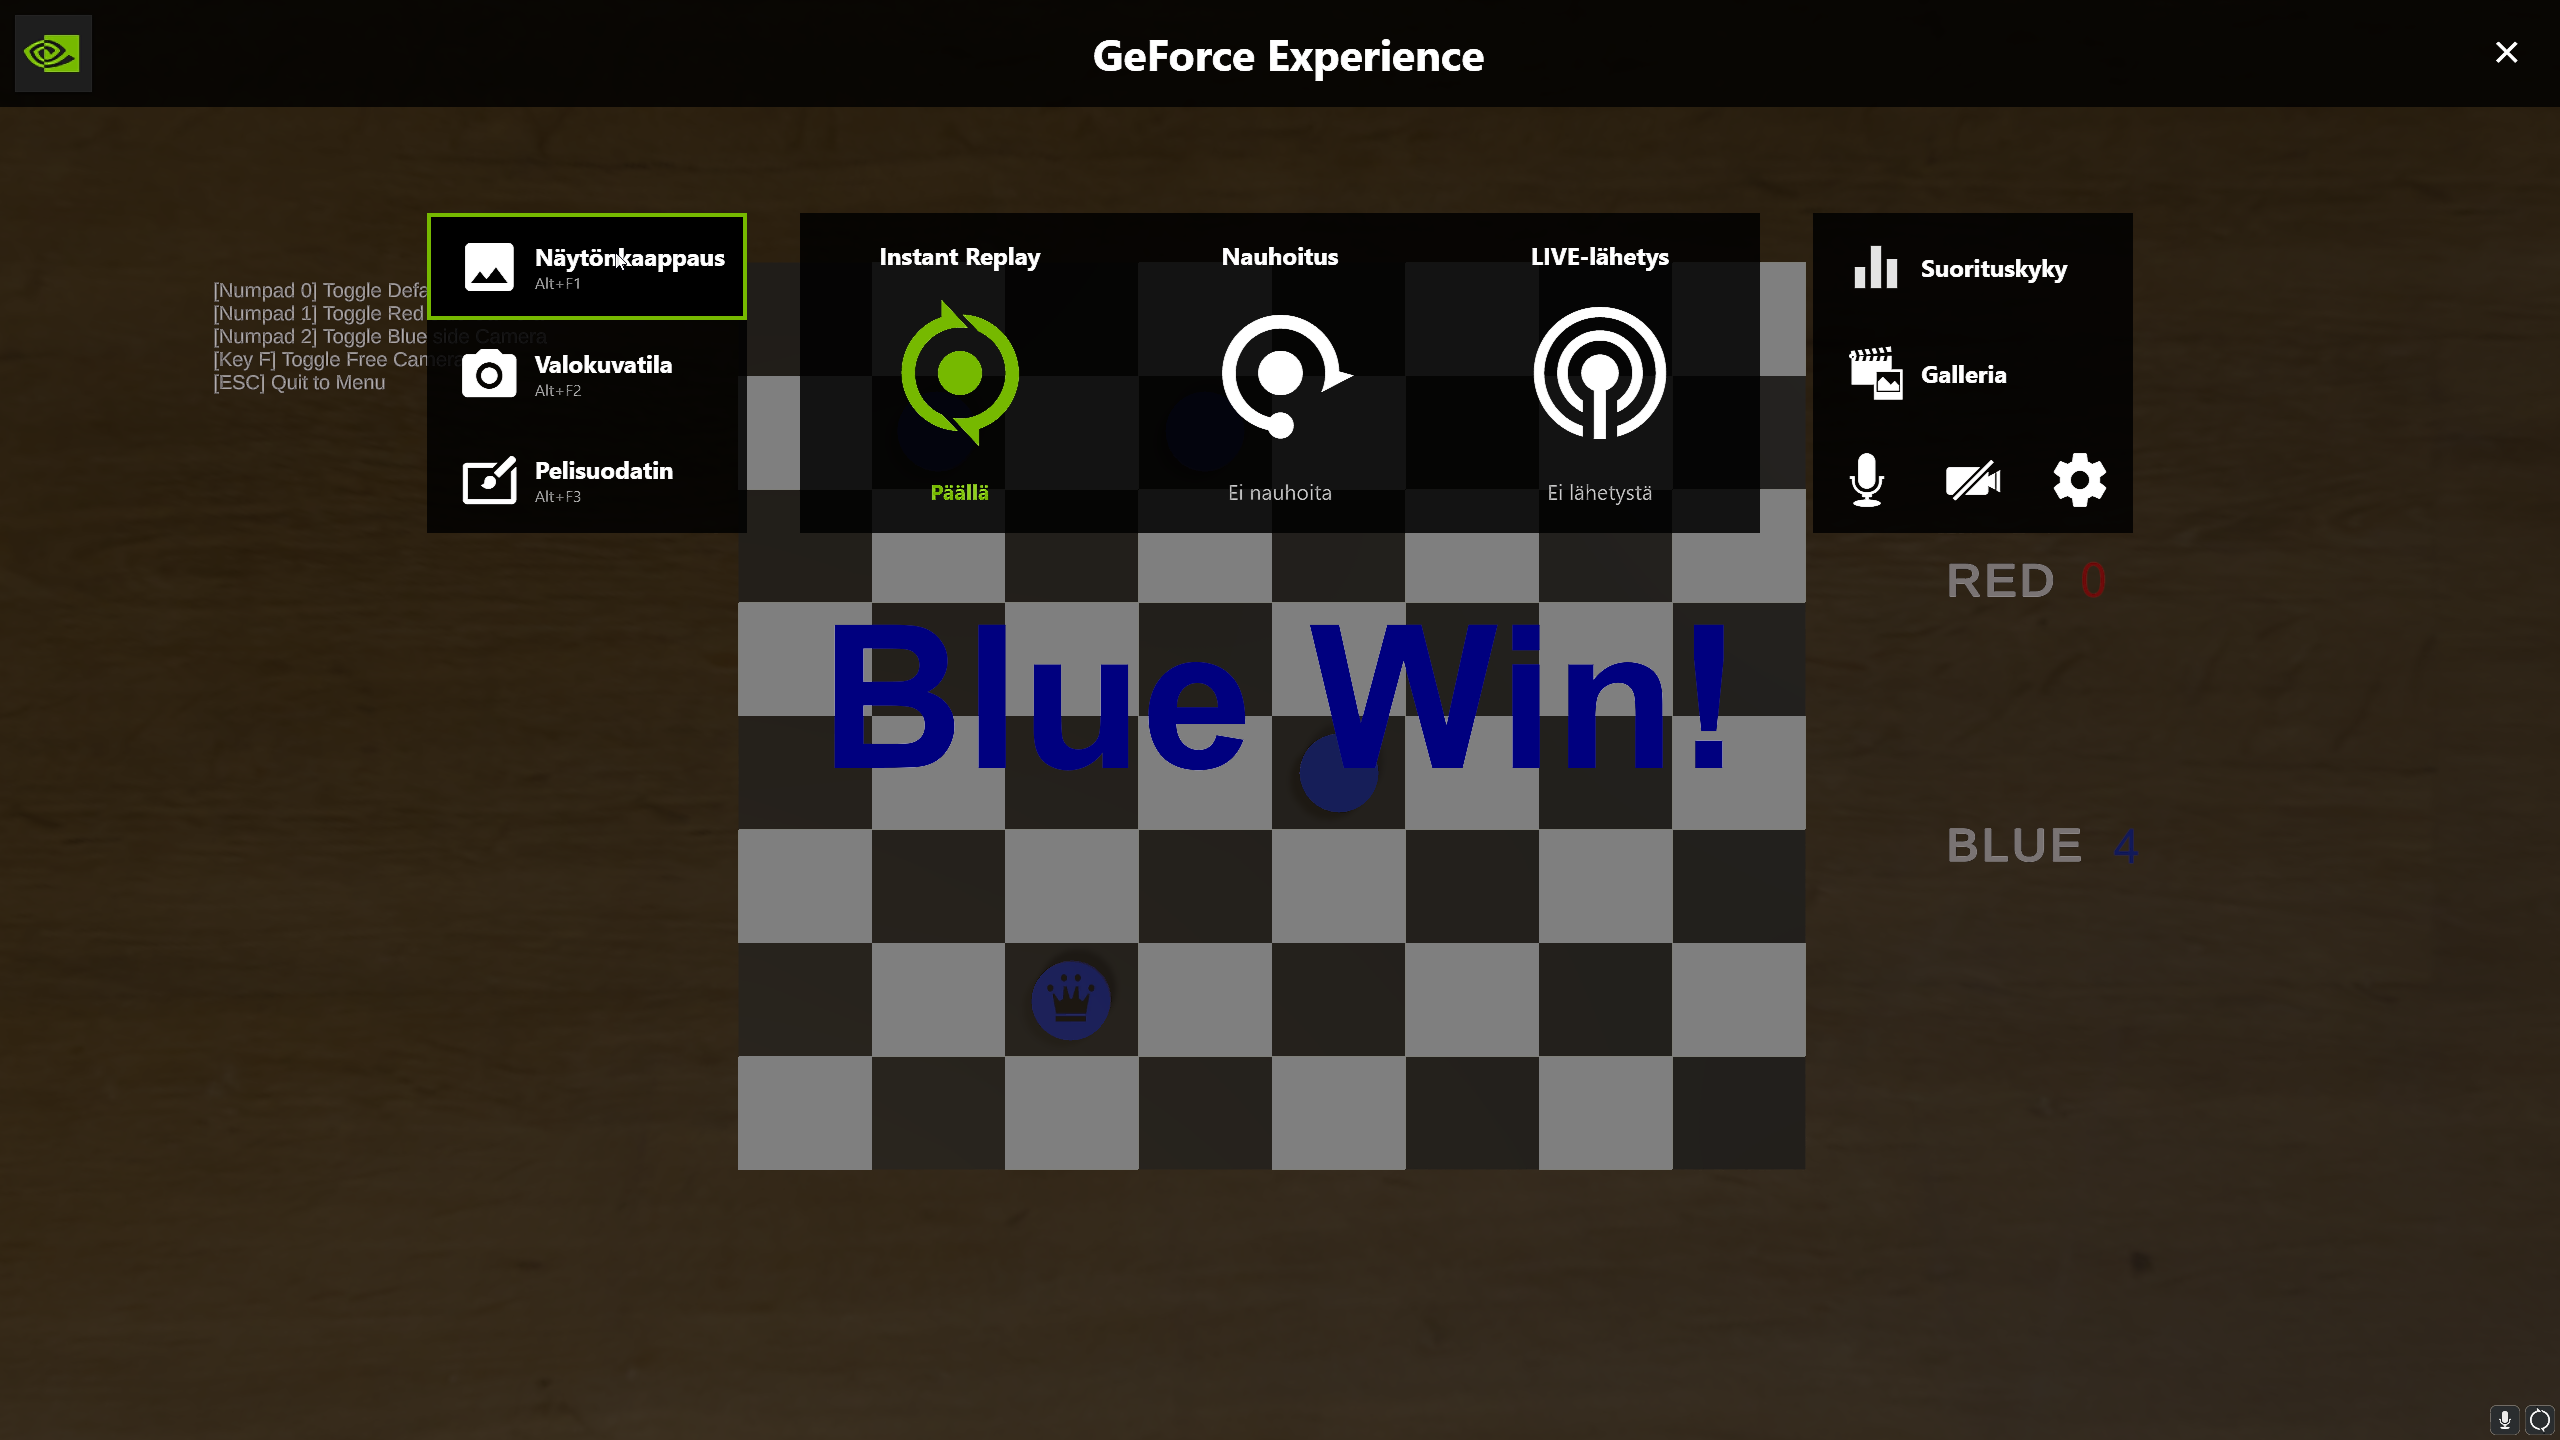 GeForce Experience
Näytönkaappaus
Alt+F1
Valokuvatila
Alt+F2
Pelisuodatin
Alt+F3
Instant Replay
Päällä
Nauhoitus
Ei nauhoita
LIVE-lähetys
Ei lähetystä
Suorituskyky
Galleria
[Numpad 0] Toggle
[Numpad 1] Toggle Red
[Numpad 2] Toggle Blue side Camera
[Key F] Toggle Free Camera
[ESC] Quit to Menu
Blue Win!
RED 0
BLUE 4